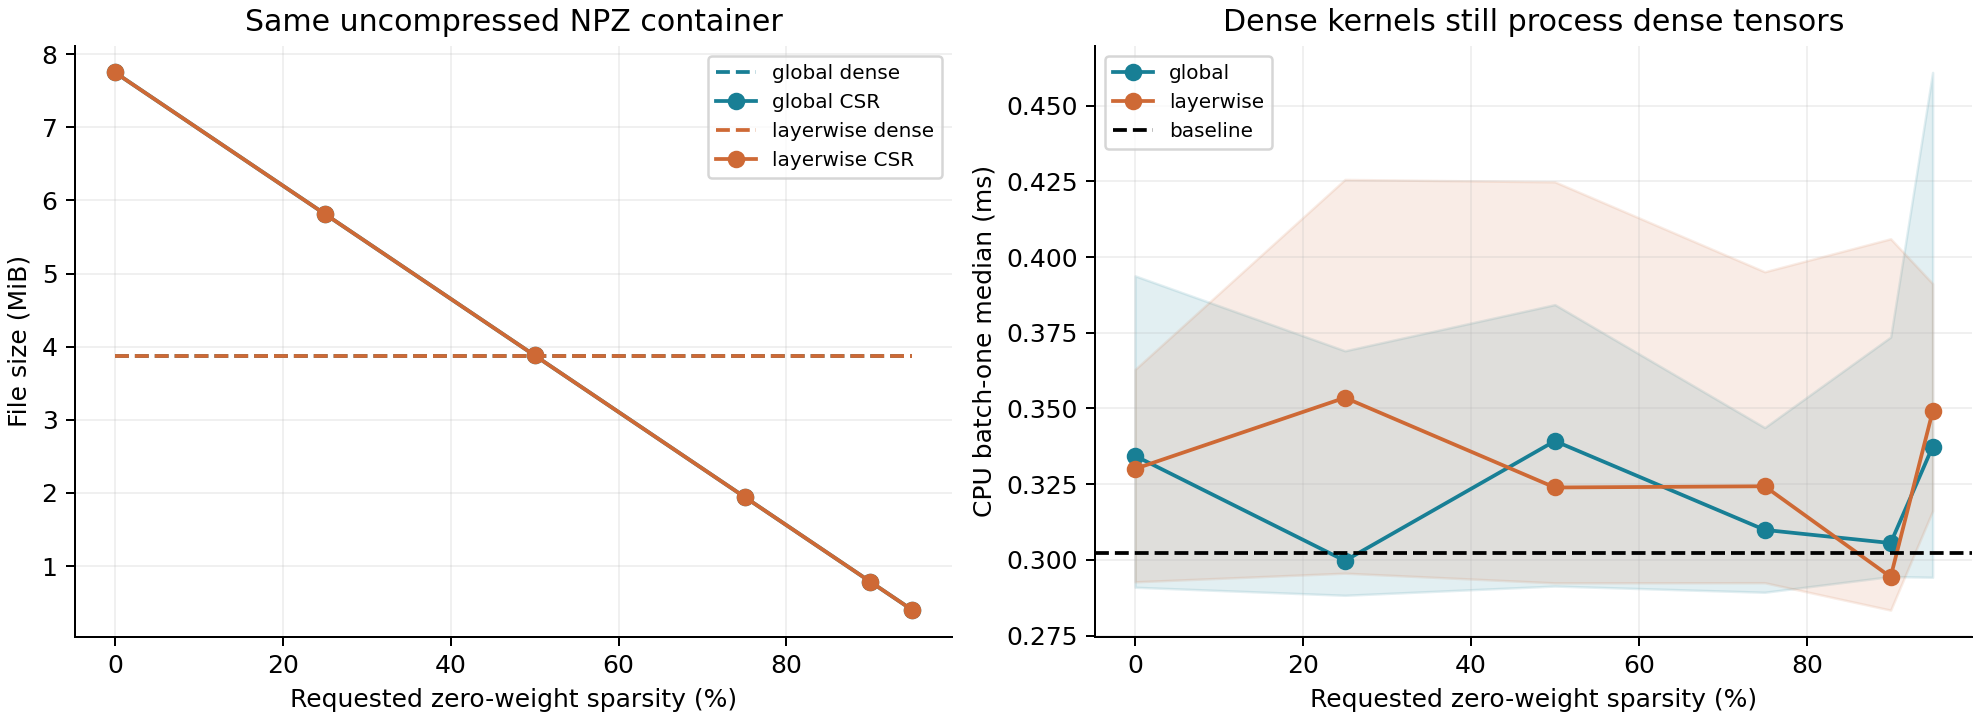 Same uncompressed NPZ container
File size (MiB)
8
7
6
5
4
3
2
1
0
20
40
60
80
Requested zero-weight sparsity (%)
global dense
global CSR
layerwise dense
layerwise CSR
Dense kernels still process dense tensors
CPU batch-one median (ms)
0.450
0.425
0.400
0.375
0.350
0.325
0.300
0.275
0
20
40
60
80
Requested zero-weight sparsity (%)
global
layerwise
baseline